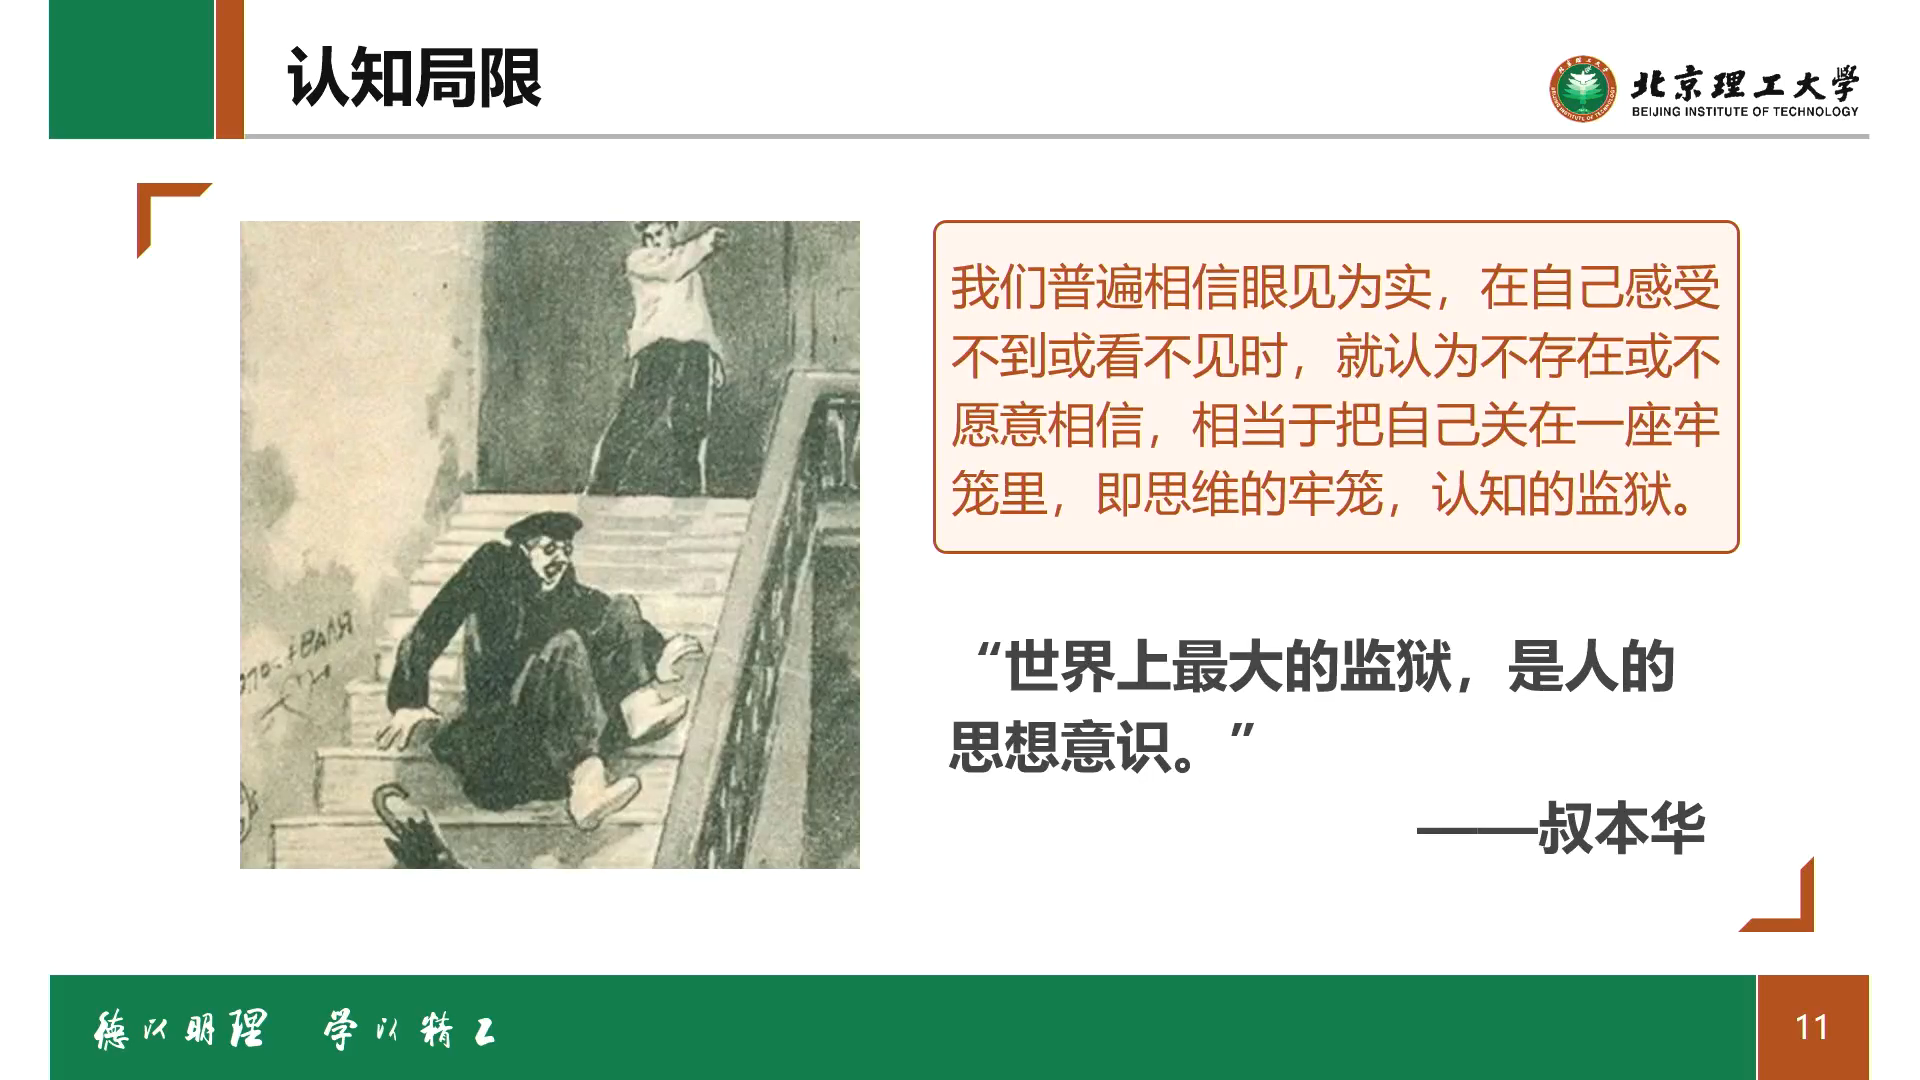 认知局限
北京理工大学
BEIJING INSTITUTE OF TECHNOLOGY
我们普遍相信眼见为实，在自己感受
不到或看不见时，就认为不存在或不
愿意相信，相当于把自己关在一座牢
笼里，即思维的牢笼，认知的监狱。
“世界上最大的监狱，是人的
思想意识。”
——叔本华
德以明理 学以精工
11